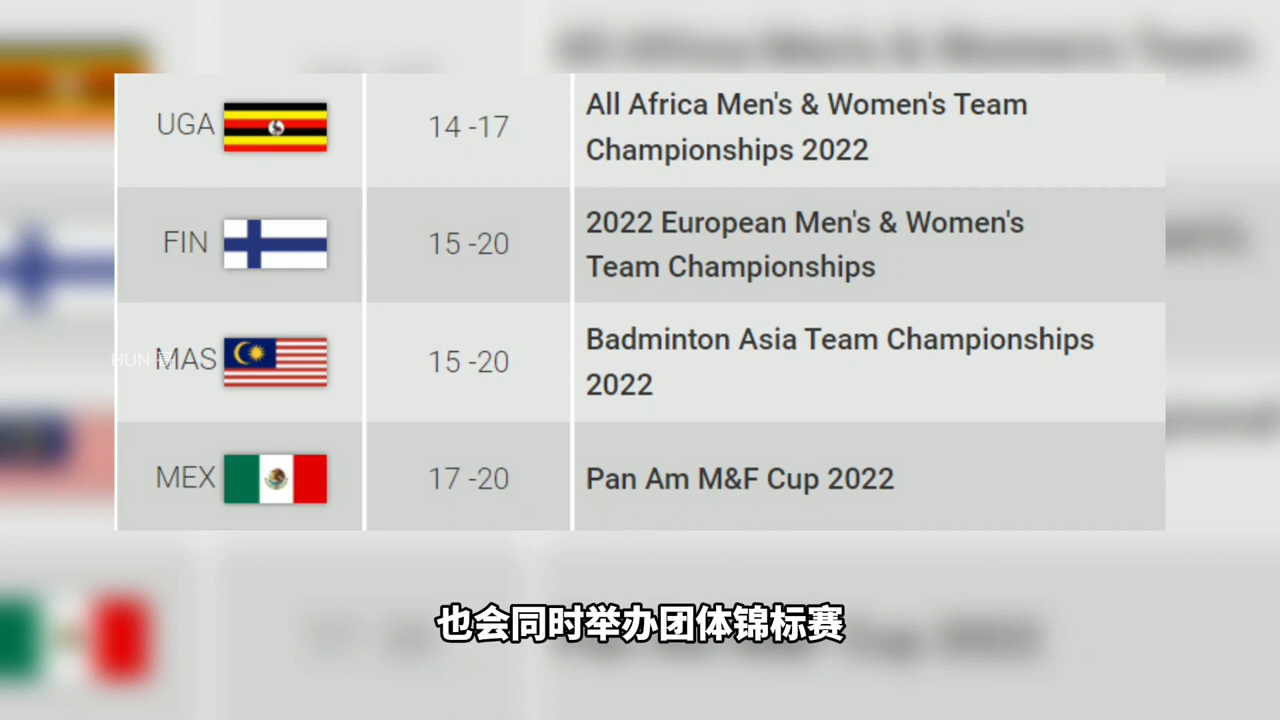 UGA 14 -17 All Africa Men's & Women's Team
Championships 2022
FIN 15 -20 2022 European Men's & Women's
Team Championships
MAS 15 -20 Badminton Asia Team Championships
2022
MEX 17 -20 Pan Am M&F Cup 2022
也会同时举办团体锦标赛